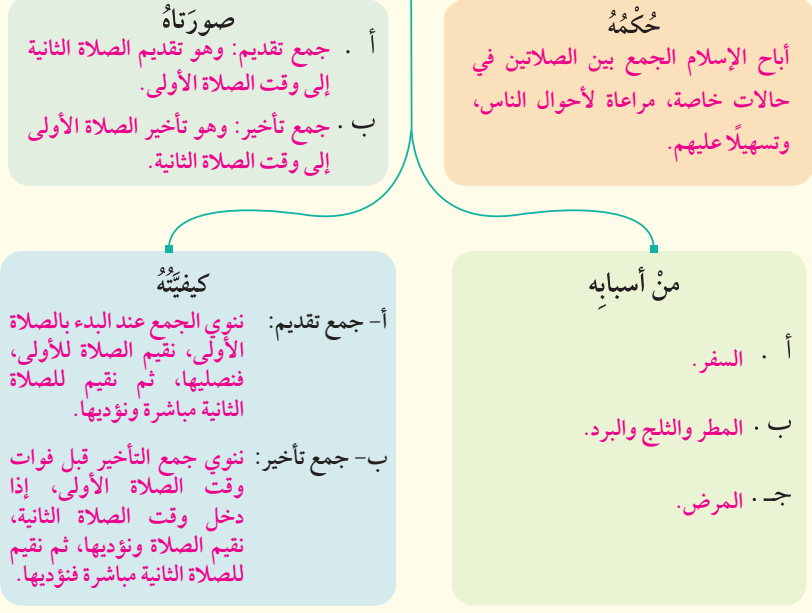 حُكْمُهُ
أباح الإسلام الجمع بين الصلاتين في
حالات خاصة، مراعاة لأحوال الناس،
وتسهيلًا عليهم.
صورَتاهُ
أ . جمع تقديم: وهو تقديم الصلاة الثانية
إلى وقت الصلاة الأولى.
ب . جمع تأخير: وهو تأخير الصلاة الأولى
إلى وقت الصلاة الثانية.
منْ أسبابِه
أ . السفر.
ب . المطر والثلج والبرد.
جـ . المرض.
كيفيَّتُهُ
أ- جمع تقديم: ننوي الجمع عند البدء بالصلاة
الأولى، نقيم الصلاة للأولى،
فنصليها، ثم نقيم للصلاة
الثانية مباشرة ونؤديها.
ب- جمع تأخير: ننوي جمع التأخير قبل فوات
وقت الصلاة الأولى، إذا
دخل وقت الصلاة الثانية،
نقيم الصلاة ونؤديها، ثم نقيم
للصلاة الثانية مباشرة فنؤديها.